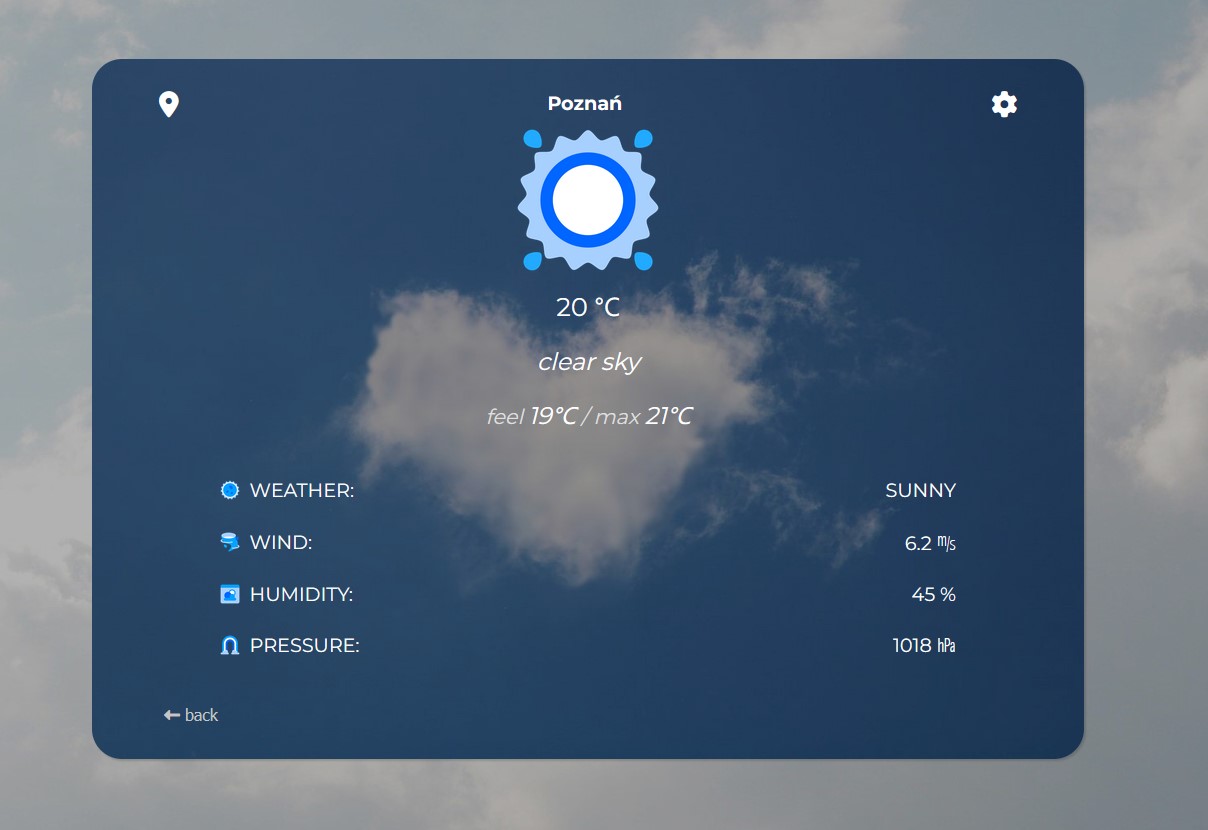 Poznań
20 °C
clear sky
feel 19°C / max 21°C
WEATHER: SUNNY
WIND: 6.2 ㎧
HUMIDITY: 45 %
PRESSURE: 1018 ㍱
back